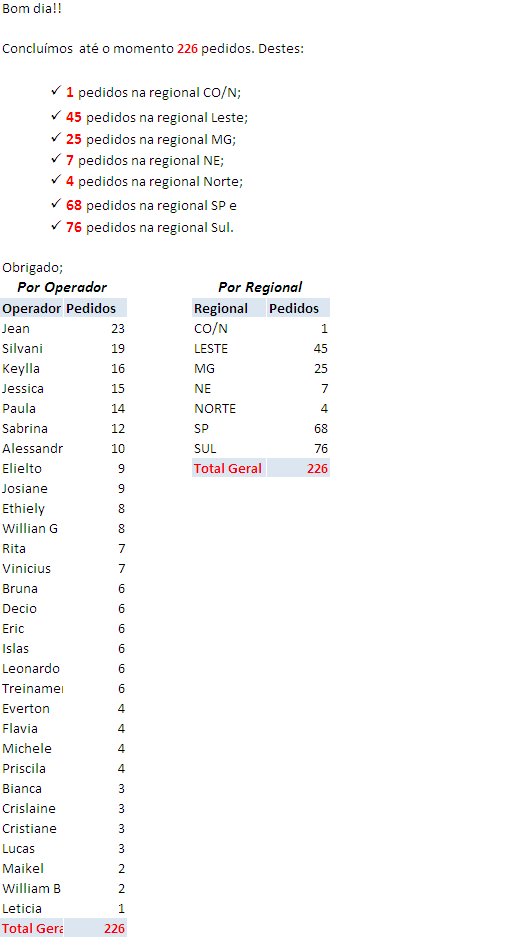 Bom dia!!
Concluímos até o momento 226 pedidos. Destes:
✓ 1 pedidos na regional CO/N;
✓ 45 pedidos na regional Leste;
✓ 25 pedidos na regional MG;
✓ 7 pedidos na regional NE;
✓ 4 pedidos na regional Norte;
✓ 68 pedidos na regional SP e
✓ 76 pedidos na regional Sul.
Obrigado;
Por Operador
Operador Pedidos
Jean 23
Silvani 19
Keylla 16
Jessica 15
Paula 14
Sabrina 12
Alessandr 10
Elielto 9
Josiane 9
Ethiely 8
Willian G 8
Rita 7
Vinicius 7
Bruna 6
Decio 6
Eric 6
Islas 6
Leonardo 6
Treinamer 6
Everton 4
Flavia 4
Michele 4
Priscila 4
Bianca 3
Crislaine 3
Cristiane 3
Lucas 3
Maikel 2
William B 2
Leticia 1
Total Gera 226
Por Regional
Regional Pedidos
CO/N 1
LESTE 45
MG 25
NE 7
NORTE 4
SP 68
SUL 76
Total Geral 226